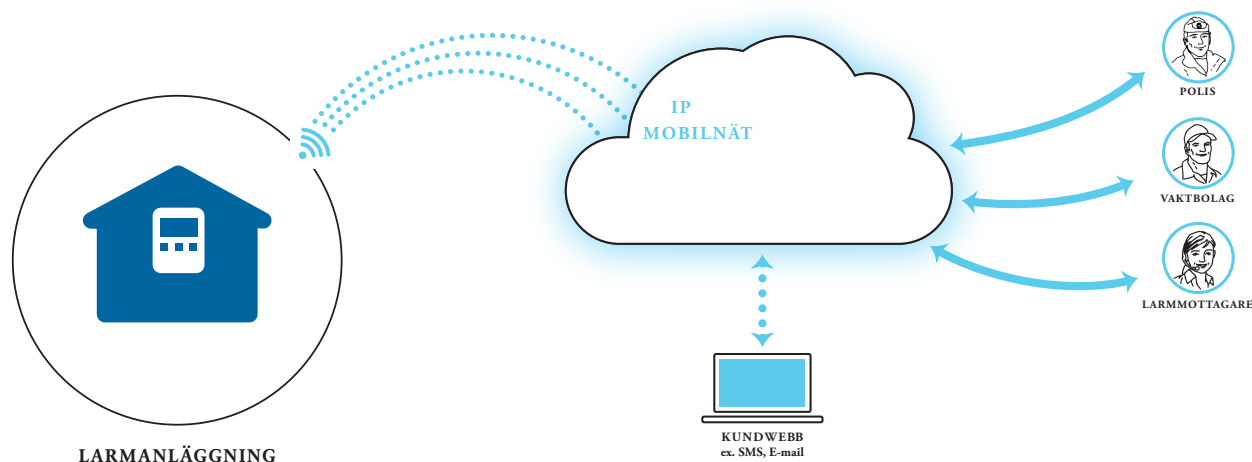 IP
MOBILNÄT
POLIS
VAKTBOLAG
LARMMOTTAGARE
KUNDWEBB
ex. SMS, E-mail
LARMANLÄGGNING